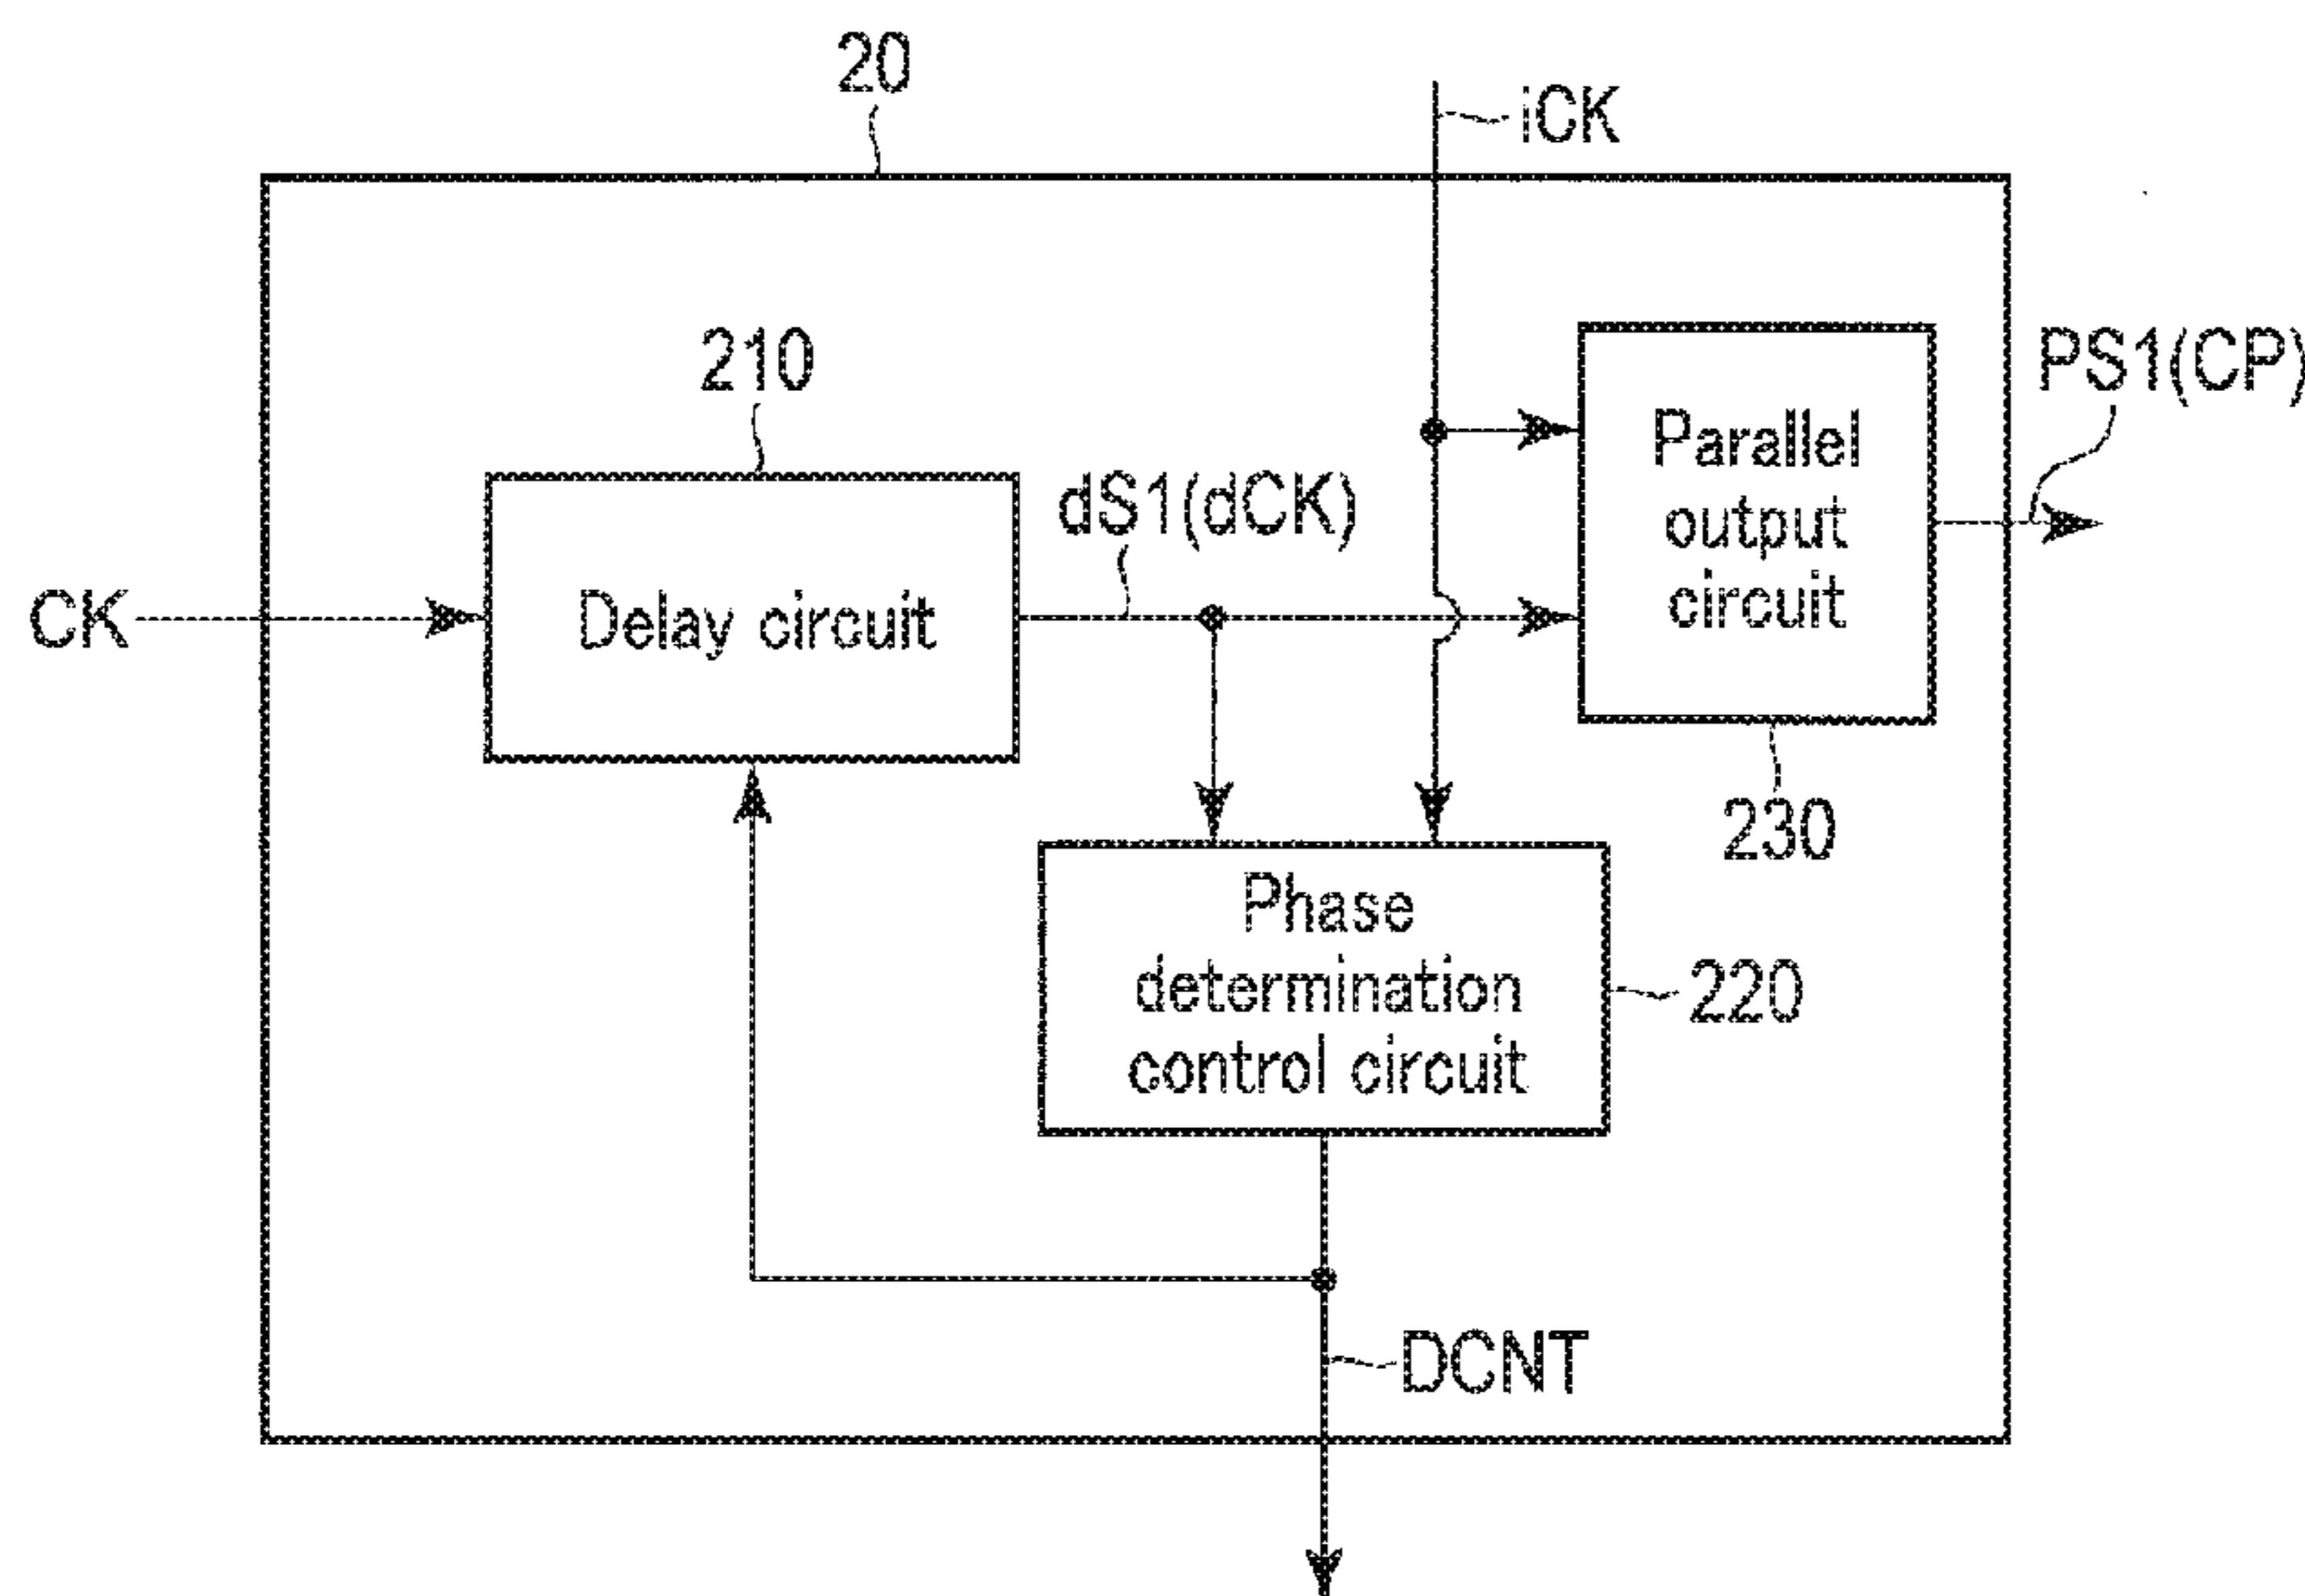 20
iCK
210
PS1(CP)
Parallel
output
circuit
dS1(dCK)
CK
Delay circuit
230
Phase
determination
control circuit
220
DCNT